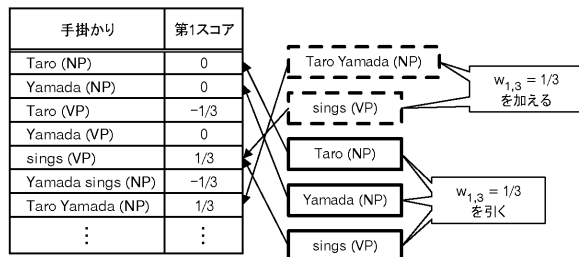 手掛かり 第1スコア
Taro (NP) 0
Yamada (NP) 0
Taro (VP) −1/3
Yamada (VP) 0
sings (VP) 1/3
Yamada sings (NP) −1/3
Taro Yamada (NP) 1/3
⋮ ⋮
Taro Yamada (NP)
sings (VP)
Taro (NP)
Yamada (NP)
sings (VP)
w1,3 = 1/3
を加える
w1,3 = 1/3
を引く